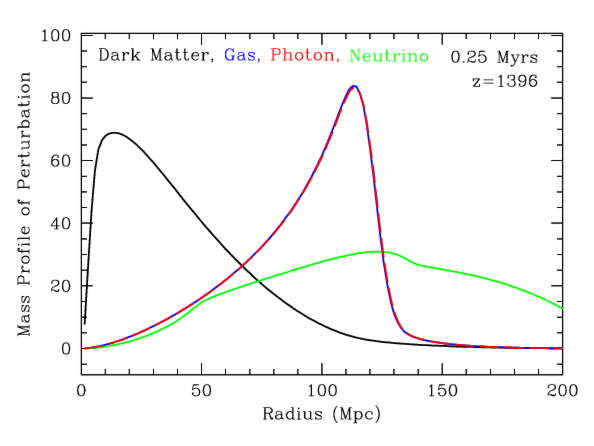 Dark Matter, Gas, Photon, Neutrino 0.25 Myrs
z=1396
Mass Profile of Perturbation
100
80
60
40
20
0
0 50 100 150 200
Radius (Mpc)